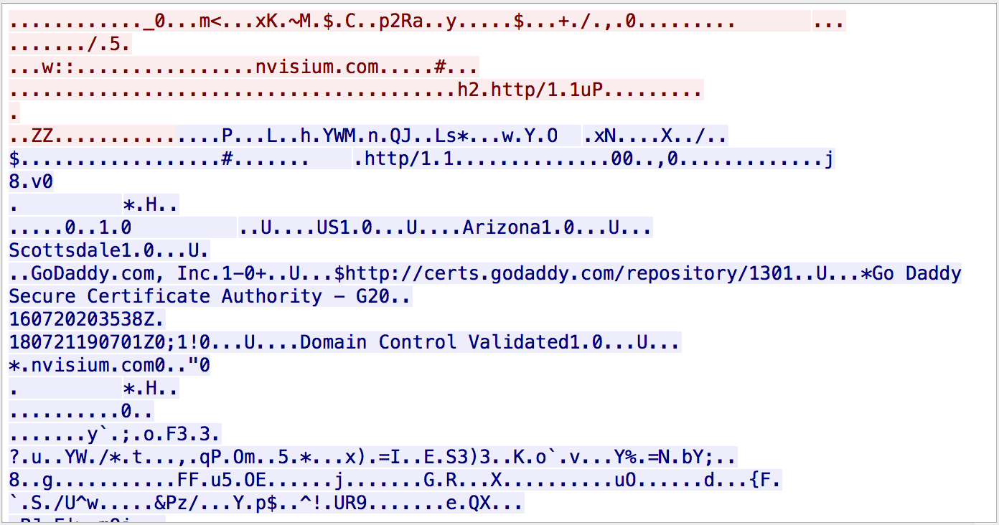 ............_0...m<...xK.~M.$.C..p2Ra..y.....$...+./.,.0......... ...
......./.5.
...w::................nvisium.com.....#...
........................................h2.http/1.1uP.........
.
..ZZ...............P...L..h.YWM.n.QJ..Ls*...w.Y.O .xN....X../..
$..................#....... .http/1.1..............00..,0.............j
8.v0
. *.H..
.....0..1.0 ..U....US1.0...U....Arizona1.0...U...
Scottsdale1.0...U.
..GoDaddy.com, Inc.1-0+..U...$http://certs.godaddy.com/repository/1301..U...*Go Daddy
Secure Certificate Authority - G20..
160720203538Z.
180721190701Z0;1!0...U....Domain Control Validated1.0...U...
*.nvisium.com0.."0
. *.H..
..........0..
.......y`.;.o.F3.3.
?.u..YW./*.t...,.qP.Om..5.*...x).=I..E.S3)3..K.o`.v...Y%.=N.bY;..
8..g...........FF.u5.OE......j.......G.R...X..........uO......d...{F.
`.S./U^w.....&Pz/...Y.p$..^!.UR9.......e.QX...